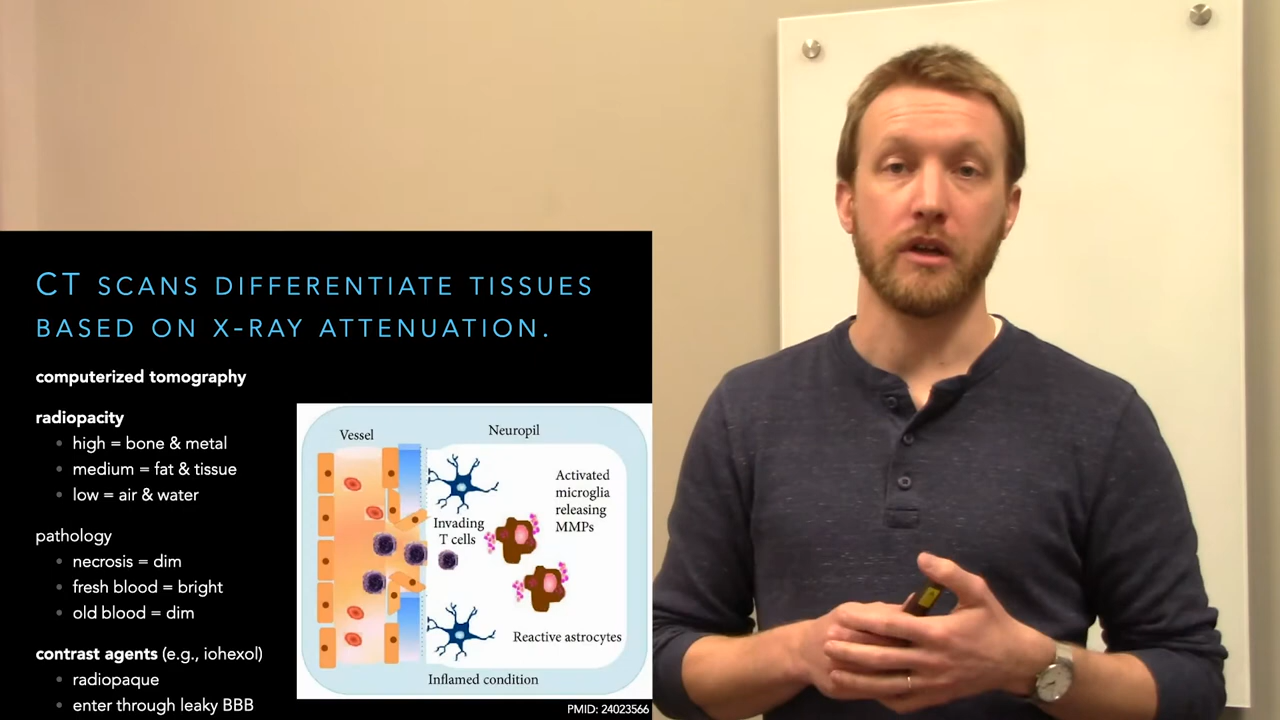 CT SCANS DIFFERENTIATE TISSUES
BASED ON X-RAY ATTENUATION.
computerized tomography
radiopacity
• high = bone & metal
• medium = fat & tissue
• low = air & water
pathology
• necrosis = dim
• fresh blood = bright
• old blood = dim
contrast agents (e.g., iohexol)
• radiopaque
• enter through leaky BBB
Vessel
Neuropil
Activated
microglia
releasing
MMPs
Invading
T cells
Reactive astrocytes
Inflamed condition
PMID: 24023566